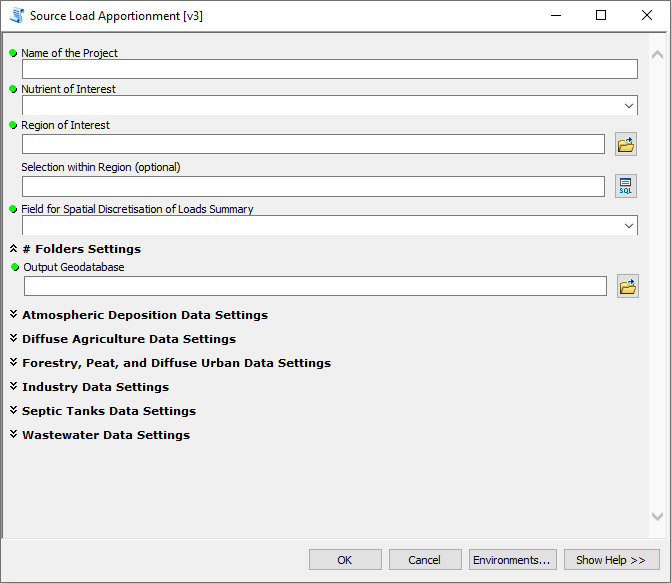 Source Load Apportionment [v3]
Name of the Project
Nutrient of Interest
Region of Interest
Selection within Region (optional)
SQL
Field for Spatial Discretisation of Loads Summary
# Folders Settings
Output Geodatabase
Atmospheric Deposition Data Settings
Diffuse Agriculture Data Settings
Forestry, Peat, and Diffuse Urban Data Settings
Industry Data Settings
Septic Tanks Data Settings
Wastewater Data Settings
OK Cancel Environments... Show Help >>